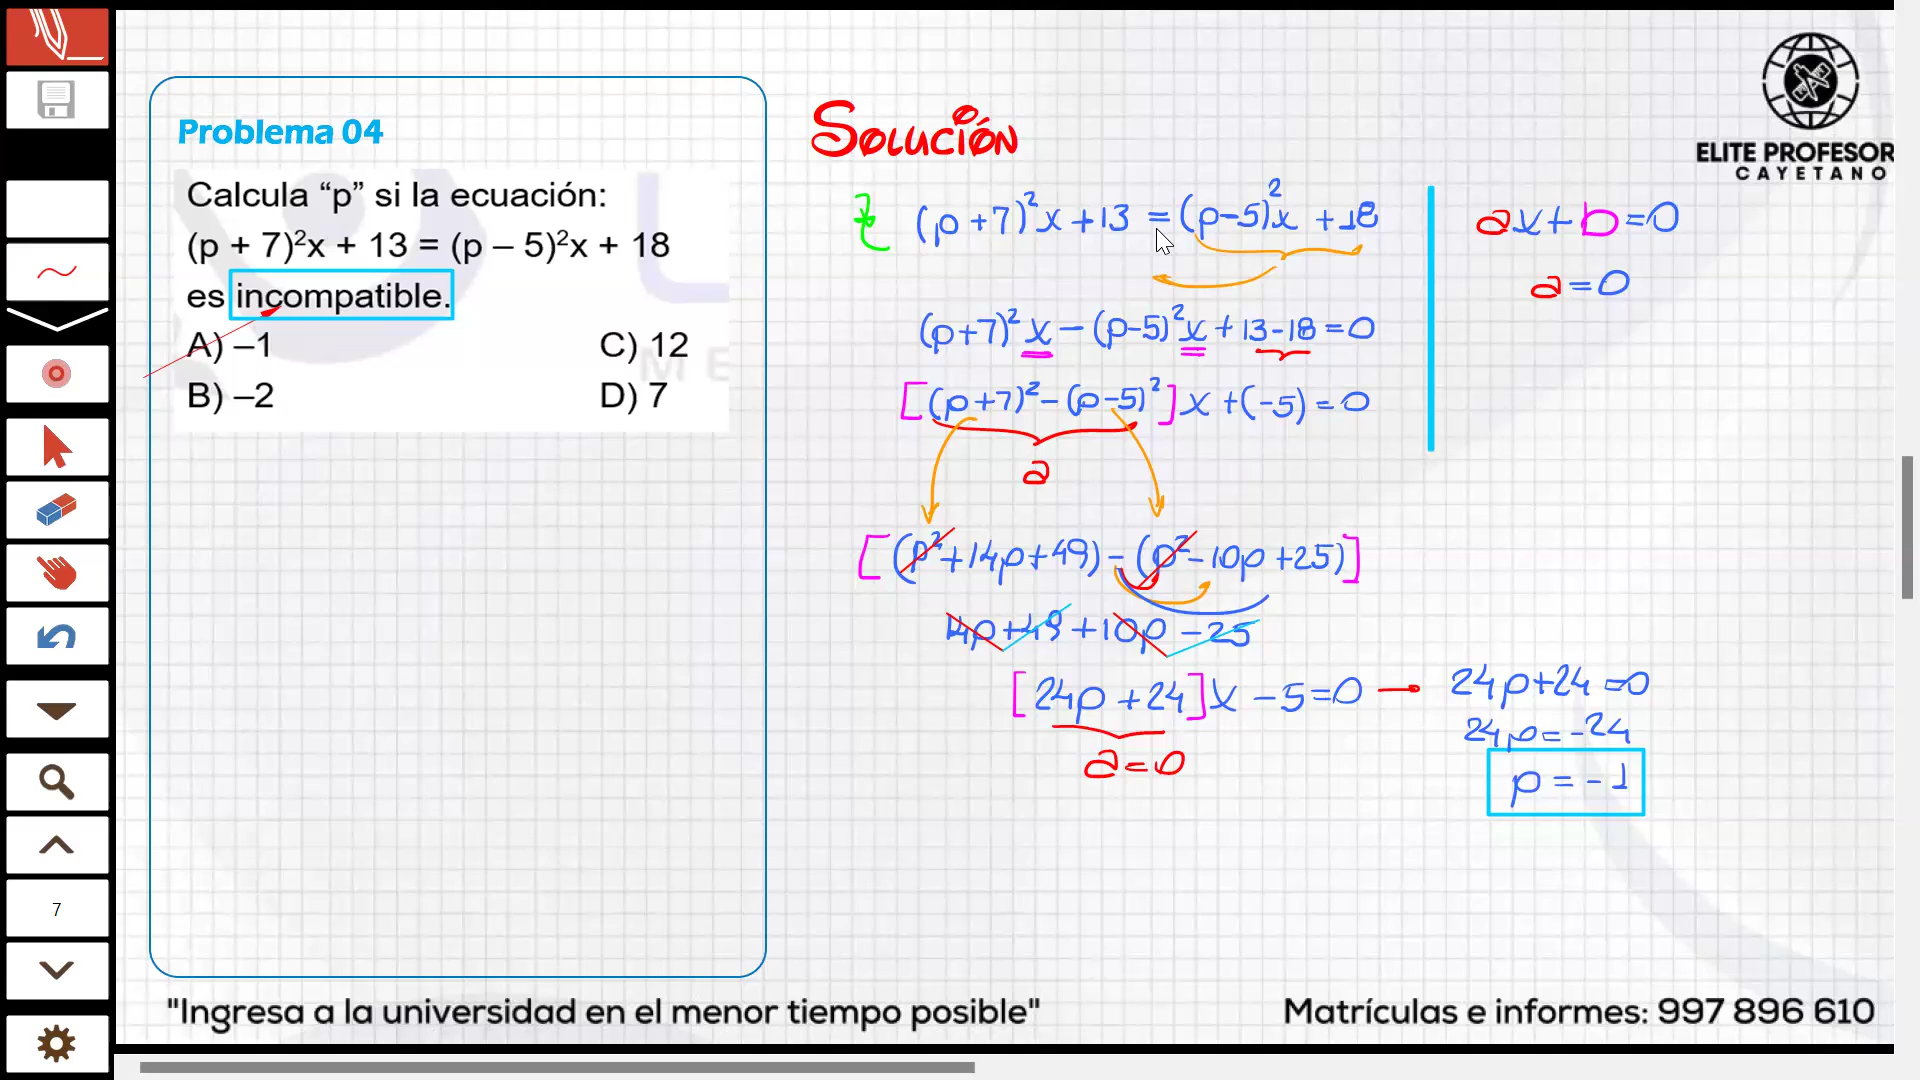 Problema 04
Calcula “p” si la ecuación:
(p + 7)²x + 13 = (p – 5)²x + 18
es incompatible.
A) –1
C) 12
B) –2
D) 7
SOLUCIÓN
(p+7)²x+13 = (p-5)²x +18
(p+7)²x - (p-5)²x + 13-18 = 0
[(p+7)²-(p-5)²]x +(-5) = 0
a
[(p²+14p+49)-(p²-10p+25)]
14p+49+10p-25
[24p+24]x -5=0
a=0
ax+b=0
a=0
24p+24=0
24p=-24
p = -1
ELITE PROFESOR
CAYETANO
7
"Ingresa a la universidad en el menor tiempo posible"
Matrículas e informes: 997 896 610